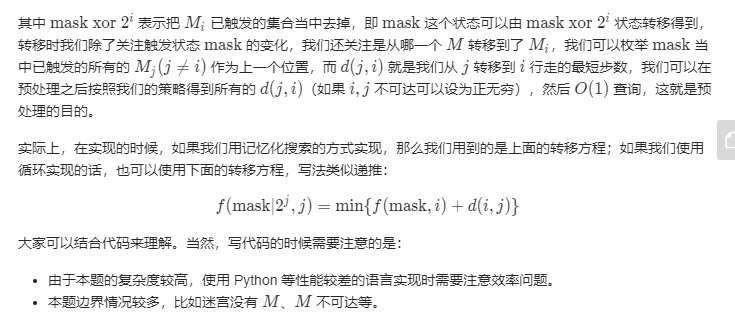 其中 mask xor 2^i 表示把 M_i 已触发的集合当中去掉，即 mask 这个状态可以由 mask xor 2^i 状态转移得到，
转移时我们除了关注触发状态 mask 的变化，我们还关注是从哪一个 M 转移到了 M_i，我们可以枚举 mask 当
中已触发的所有的 M_j(j ≠ i) 作为上一个位置，而 d(j, i) 就是我们从 j 转移到 i 行走的最短步数，我们可以在
预处理之后按照我们的策略得到所有的 d(j, i)（如果 i, j 不可达可以设为正无穷），然后 O(1) 查询，这就是预
处理的目的。
实际上，在实现的时候，如果我们用记忆化搜索的方式实现，那么我们用到的是上面的转移方程；如果我们使用
循环实现的话，也可以使用下面的转移方程，写法类似递推：
f(mask|2^j, j) = min{f(mask, i) + d(i, j)}
大家可以结合代码来理解。当然，写代码的时候需要注意的是：
• 由于本题的复杂度较高，使用 Python 等性能较差的语言实现时需要注意效率问题。
• 本题边界情况较多，比如迷宫没有 M、M 不可达等。